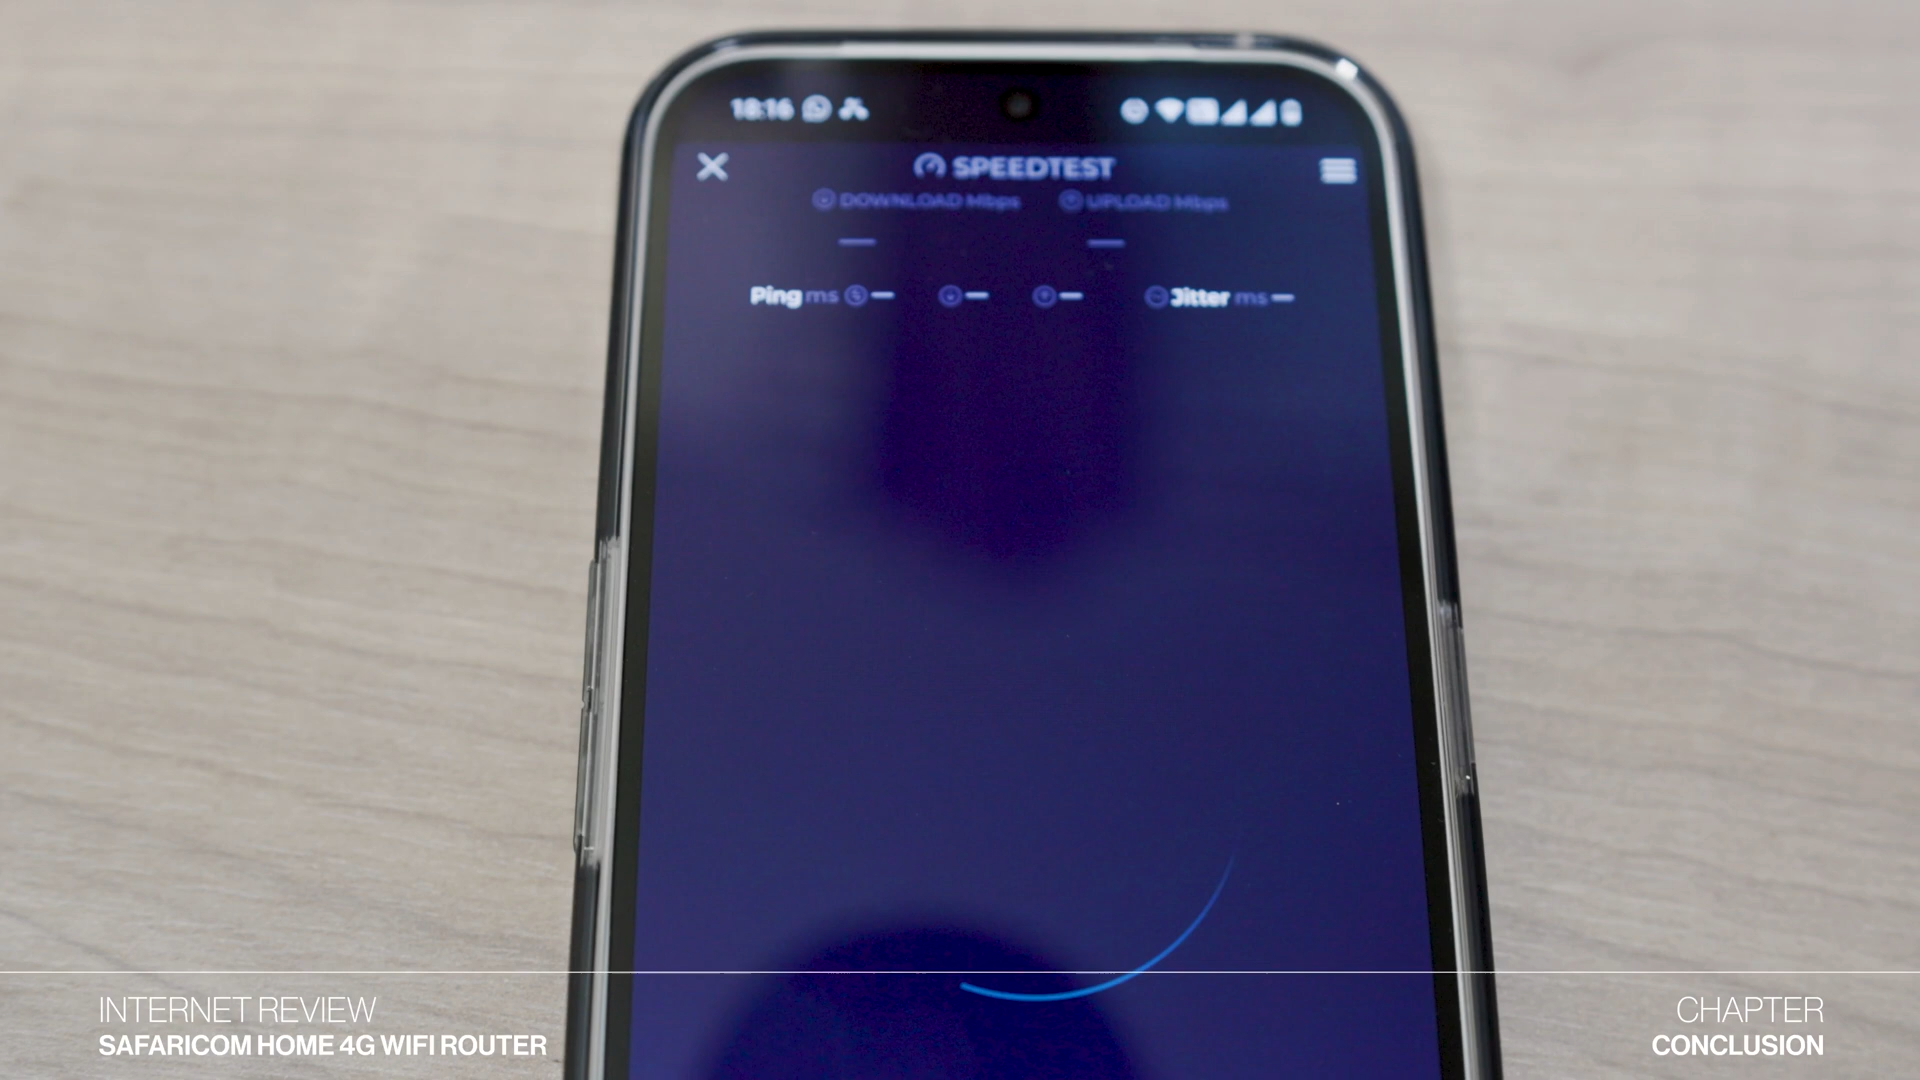 18:16
SPEEDTEST
DOWNLOAD Mbps UPLOAD Mbps
Ping ms Jitter ms
INTERNET REVIEW
SAFARICOM HOME 4G WIFI ROUTER
CHAPTER
CONCLUSION